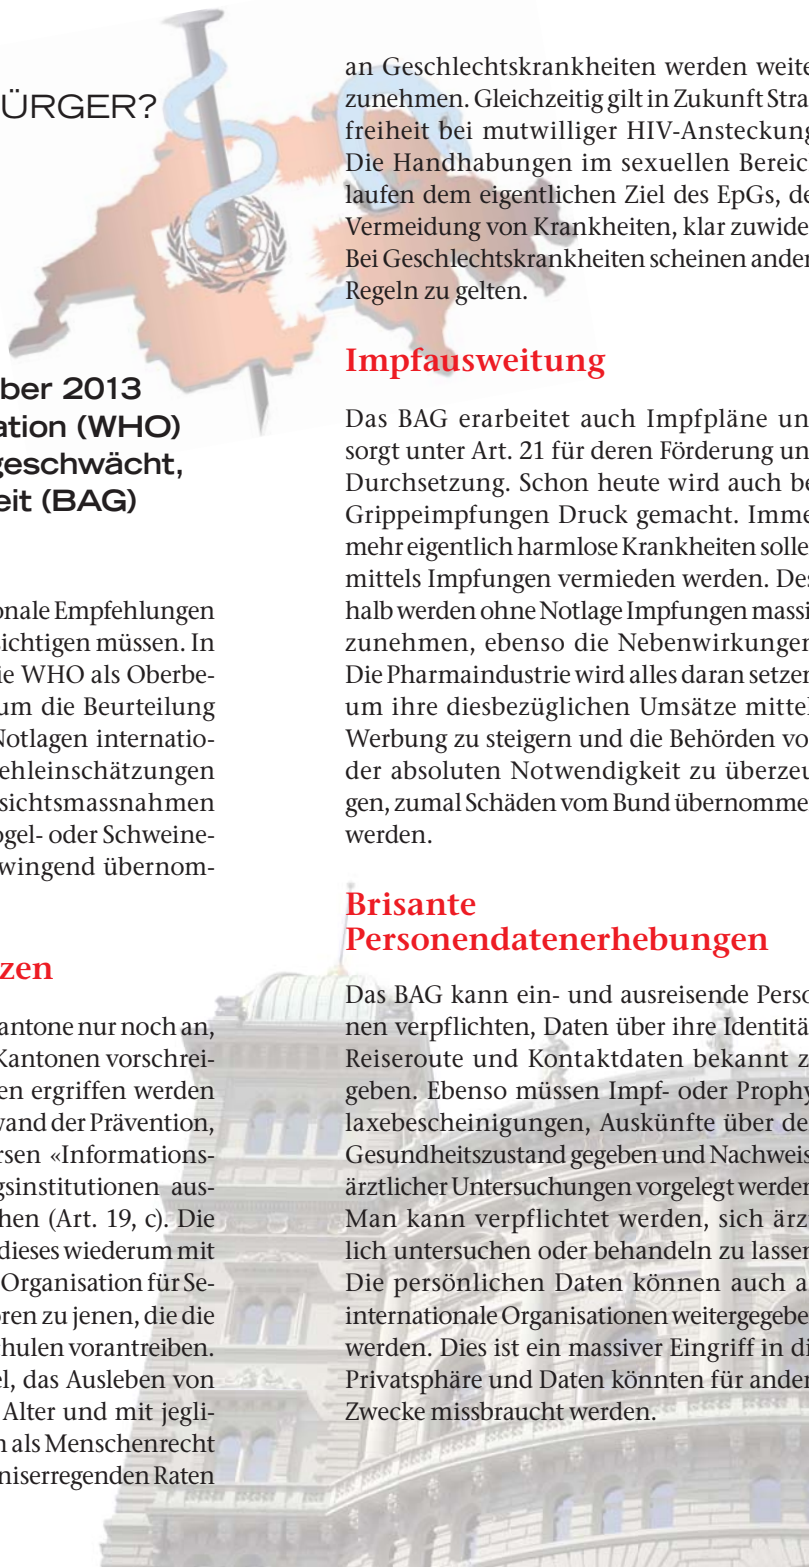 ÜRGER?
ber 2013
ation (WHO)
geschwächt,
eit (BAG)
onale Empfehlungen
sichtigen müssen. In
ie WHO als Oberbe-
um die Beurteilung
Notlagen internatio-
ehleinschätzungen
sichtsmassnahmen
ogel- oder Schweine-
wingend übernom-
zen
antone nur noch an,
Kantonen vorschrei-
en ergriffen werden
wand der Prävention,
rsen «Informations-
gsinstitutionen aus-
hen (Art. 19, c). Die
dieses wiederum mit
Organisation für Se-
ören zu jenen, die die
chulen vorantreiben.
el, das Ausleben von
Alter und mit jegli-
n als Menschenrecht
niserregenden Raten
an Geschlechtskrankheiten werden weite
zunehmen. Gleichzeitig gilt in Zukunft Stra
freiheit bei mutwilliger HIV-Ansteckung
Die Handhabungen im sexuellen Bereic
laufen dem eigentlichen Ziel des EpGs, de
Vermeidung von Krankheiten, klar zuwide
Bei Geschlechtskrankheiten scheinen ander
Regeln zu gelten.
Impfausweitung
Das BAG erarbeitet auch Impfpläne un
sorgt unter Art. 21 für deren Förderung un
Durchsetzung. Schon heute wird auch be
Grippeimpfungen Druck gemacht. Imme
mehr eigentlich harmlose Krankheiten solle
mittels Impfungen vermieden werden. Des
halb werden ohne Notlage Impfungen massi
zunehmen, ebenso die Nebenwirkungen
Die Pharmaindustrie wird alles daran setzen
um ihre diesbezüglichen Umsätze mittel
Werbung zu steigern und die Behörden vo
der absoluten Notwendigkeit zu überzeu
gen, zumal Schäden vom Bund übernomme
werden.
Brisante
Personendatenerhebungen
Das BAG kann ein- und ausreisende Perso
nen verpflichten, Daten über ihre Identitä
Reiseroute und Kontaktdaten bekannt z
geben. Ebenso müssen Impf- oder Prophy
laxebescheinigungen, Auskünfte über de
Gesundheitszustand gegeben und Nachweis
ärztlicher Untersuchungen vorgelegt werden
Man kann verpflichtet werden, sich ärz
lich untersuchen oder behandeln zu lassen
Die persönlichen Daten können auch a
internationale Organisationen weitergegebe
werden. Dies ist ein massiver Eingriff in di
Privatsphäre und Daten könnten für ander
Zwecke missbraucht werden.